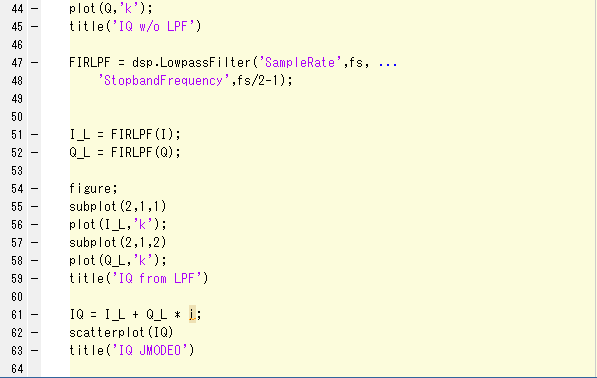 44 – plot(Q,'k');
45 – title('IQ w/o LPF')
46
47 – FIRLPF = dsp.LowpassFilter('SampleRate',fs, ...
48 'StopbandFrequency',fs/2-1);
49
50
51 – I_L = FIRLPF(I);
52 – Q_L = FIRLPF(Q);
53
54 – figure;
55 – subplot(2,1,1)
56 – plot(I_L,'k');
57 – subplot(2,1,2)
58 – plot(Q_L,'k');
59 – title('IQ from LPF')
60
61 – IQ = I_L + Q_L * j;
62 – scatterplot(IQ)
63 – title('IQ JMODEO')
64